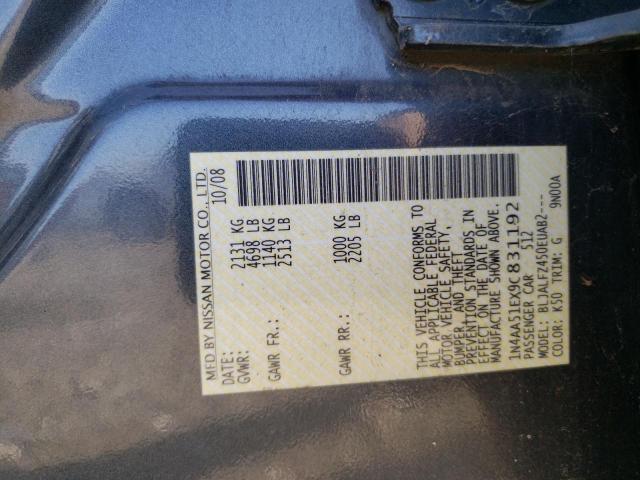 MFD BY NISSAN MOTOR CO., LTD.
DATE: 10/08
GVWR: 2131 KG
4698 LB
GAWR FR.: 1140 KG
2513 LB
GAWR RR.: 1000 KG
2205 LB
THIS VEHICLE CONFORMS TO
ALL APPLICABLE FEDERAL
MOTOR VEHICLE SAFETY,
BUMPER, AND THEFT
PREVENTION STANDARDS IN
EFFECT ON THE DATE OF
MANUFACTURE SHOWN ABOVE.
1N4AA51EX9C831192
PASSENGER CAR 512
MODEL: BLJALFZ450EUAB2---
COLOR: K50 TRIM: G 9N00A